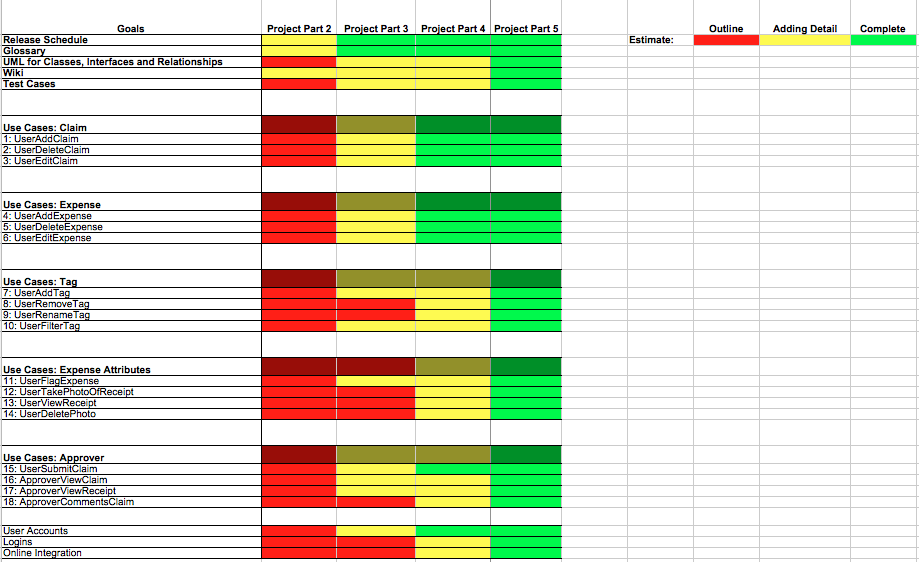 Goals Project Part 2 Project Part 3 Project Part 4 Project Part 5 Outline Adding Detail Complete
Release Schedule Estimate:
Glossary
UML for Classes, Interfaces and Relationships
Wiki
Test Cases
Use Cases: Claim
1: UserAddClaim
2: UserDeleteClaim
3: UserEditClaim
Use Cases: Expense
4: UserAddExpense
5: UserDeleteExpense
6: UserEditExpense
Use Cases: Tag
7: UserAddTag
8: UserRemoveTag
9: UserRenameTag
10: UserFilterTag
Use Cases: Expense Attributes
11: UserFlagExpense
12: UserTakePhotoOfReceipt
13: UserViewReceipt
14: UserDeletePhoto
Use Cases: Approver
15: UserSubmitClaim
16: ApproverViewClaim
17: ApproverViewReceipt
18: ApproverCommentsClaim
User Accounts
Logins
Online Integration